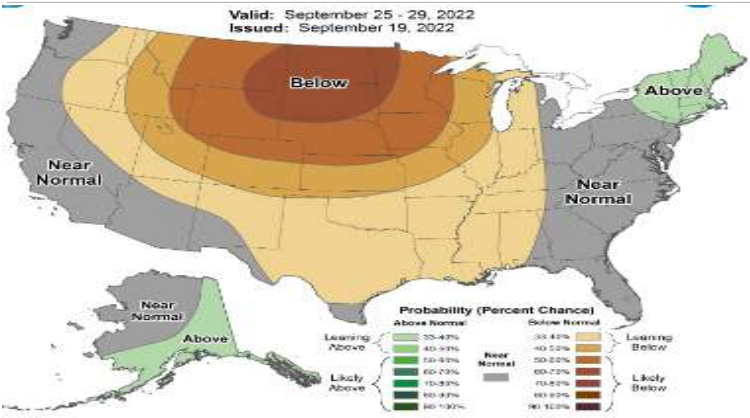 Valid: September 25 - 29, 2022
Issued: September 19, 2022
Below
Above
Near
Normal
Near
Normal
Near
Normal
Above
Probability (Percent Chance)
Above Normal
Below Normal
Leaning
Above
33-40%
40-50%
Likely
Above
50-60%
60-70%
70-80%
80-90%
90-100%
Near
Normal
33-40%
40-50%
Leaning
Below
50-60%
60-70%
70-80%
80-90%
90-100%
Likely
Below